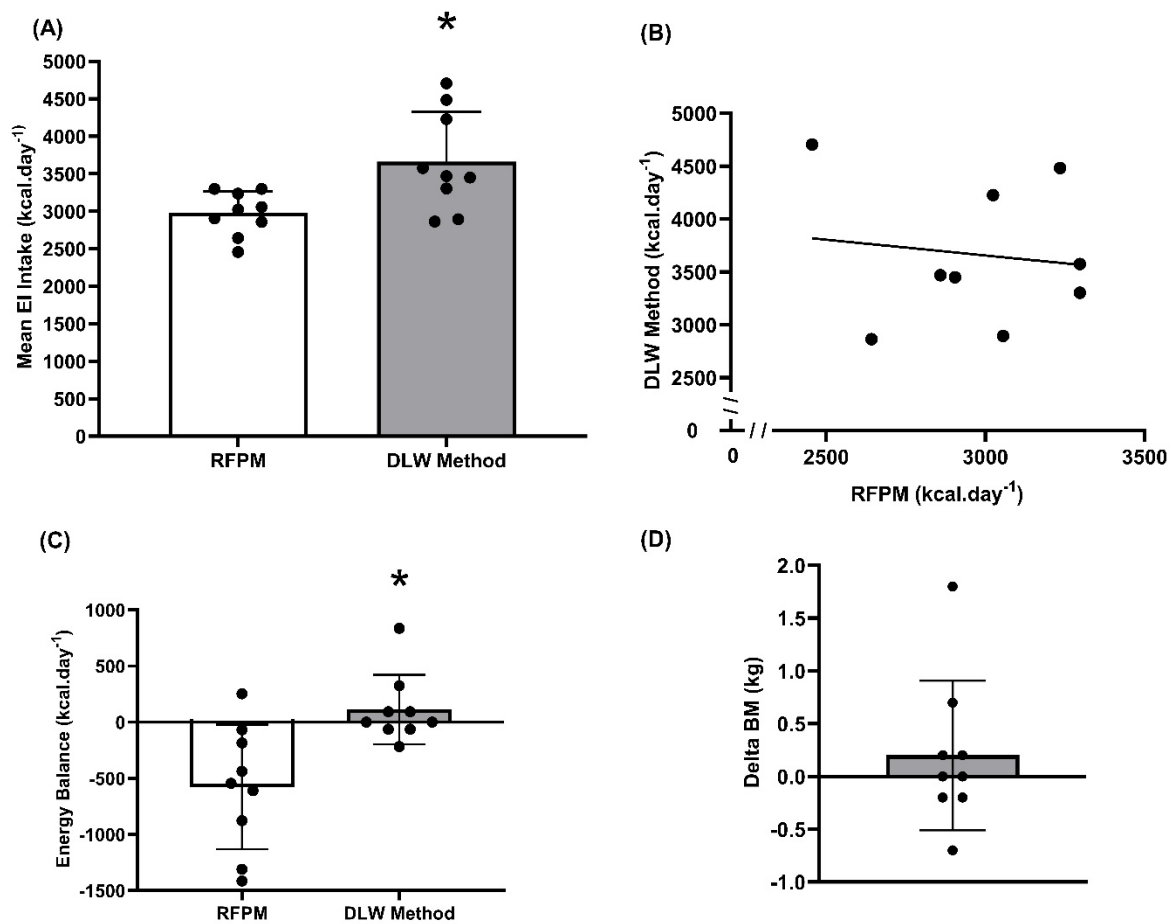 (A)
*
Mean EI Intake (kcal.day⁻¹)
5000
4500
4000
3500
3000
2500
2000
1500
1000
500
0
RFPM
DLW Method
(B)
DLW Method (kcal.day⁻¹)
5000
4500
4000
3500
3000
2500
0
0
2500
3000
3500
RFPM (kcal.day⁻¹)
(C)
*
Energy Balance (kcal.day⁻¹)
1000
500
0
-500
-1000
-1500
RFPM
DLW Method
(D)
Delta BM (kg)
2.0
1.5
1.0
0.5
0.0
-0.5
-1.0